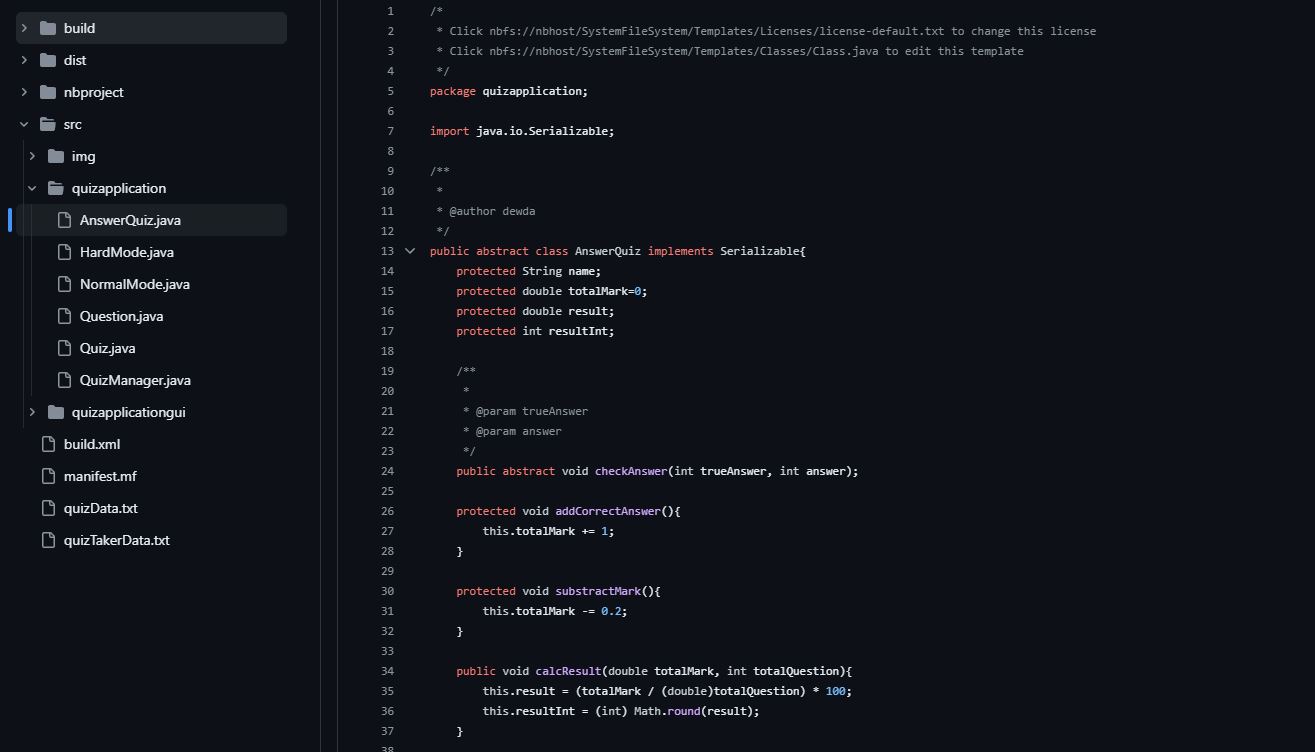 build
dist
nbproject
src
img
quizapplication
AnswerQuiz.java
HardMode.java
NormalMode.java
Question.java
Quiz.java
QuizManager.java
quizapplicationgui
build.xml
manifest.mf
quizData.txt
quizTakerData.txt
1 /*
2  * Click nbfs://nbhost/SystemFileSystem/Templates/Licenses/license-default.txt to change this license
3  * Click nbfs://nbhost/SystemFileSystem/Templates/Classes/Class.java to edit this template
4  */
5 package quizapplication;
6
7 import java.io.Serializable;
8
9 /**
10  *
11  * @author dewda
12  */
13 public abstract class AnswerQuiz implements Serializable{
14     protected String name;
15     protected double totalMark=0;
16     protected double result;
17     protected int resultInt;
18
19     /**
20      *
21      * @param trueAnswer
22      * @param answer
23      */
24     public abstract void checkAnswer(int trueAnswer, int answer);
25
26     protected void addCorrectAnswer(){
27         this.totalMark += 1;
28     }
29
30     protected void substractMark(){
31         this.totalMark -= 0.2;
32     }
33
34     public void calcResult(double totalMark, int totalQuestion){
35         this.result = (totalMark / (double)totalQuestion) * 100;
36         this.resultInt = (int) Math.round(result);
37     }
38